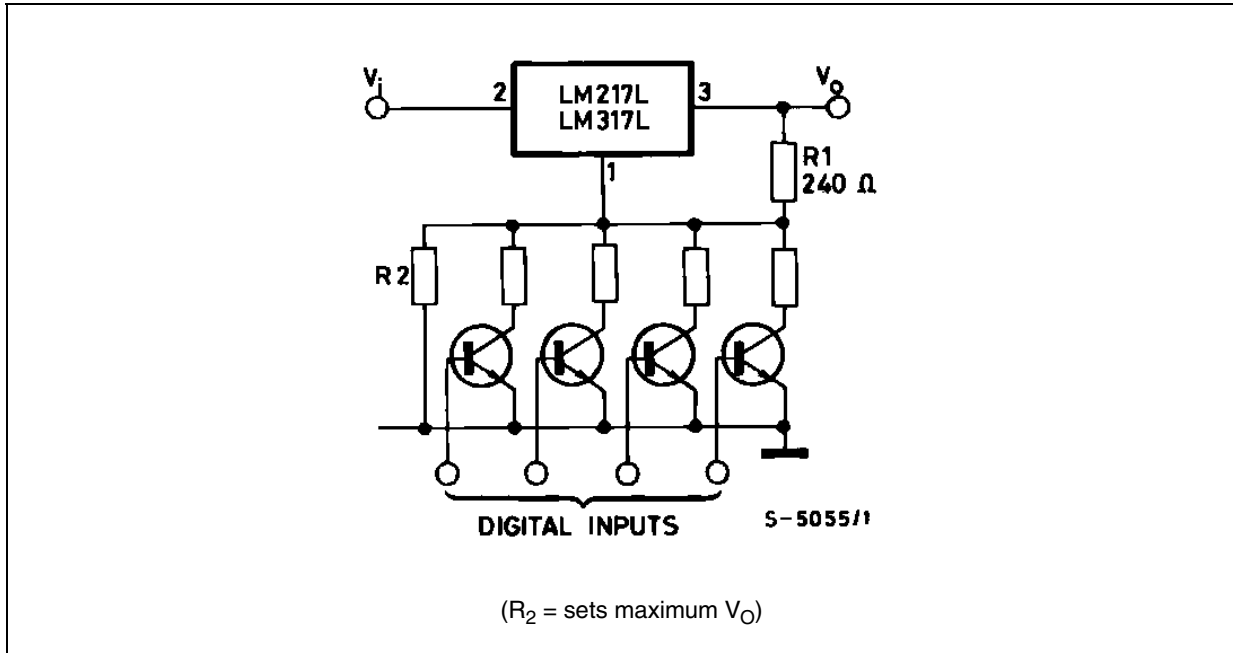 Vi
2
LM217L
LM317L
3
VO
1
R1
240 Ω
R2
DIGITAL INPUTS
S-5055/1
(R2 = sets maximum VO)